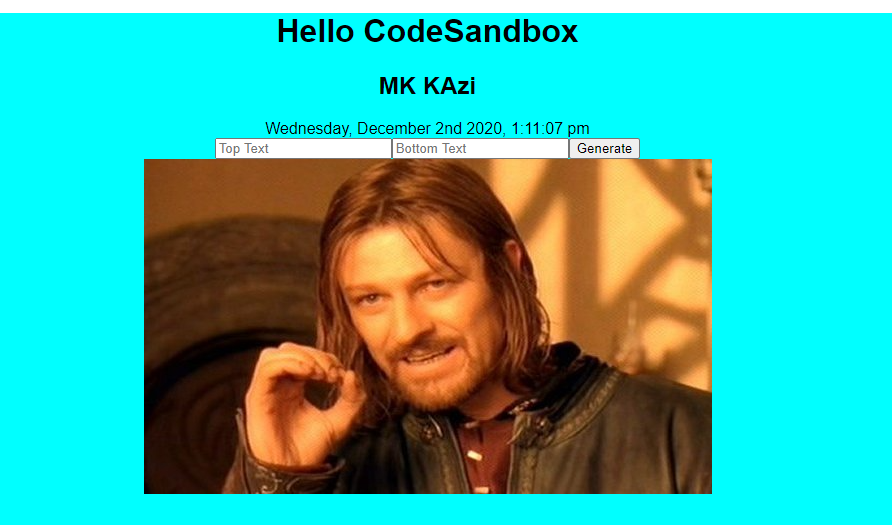 Hello CodeSandbox
MK KAzi
Wednesday, December 2nd 2020, 1:11:07 pm
Top Text Bottom Text Generate